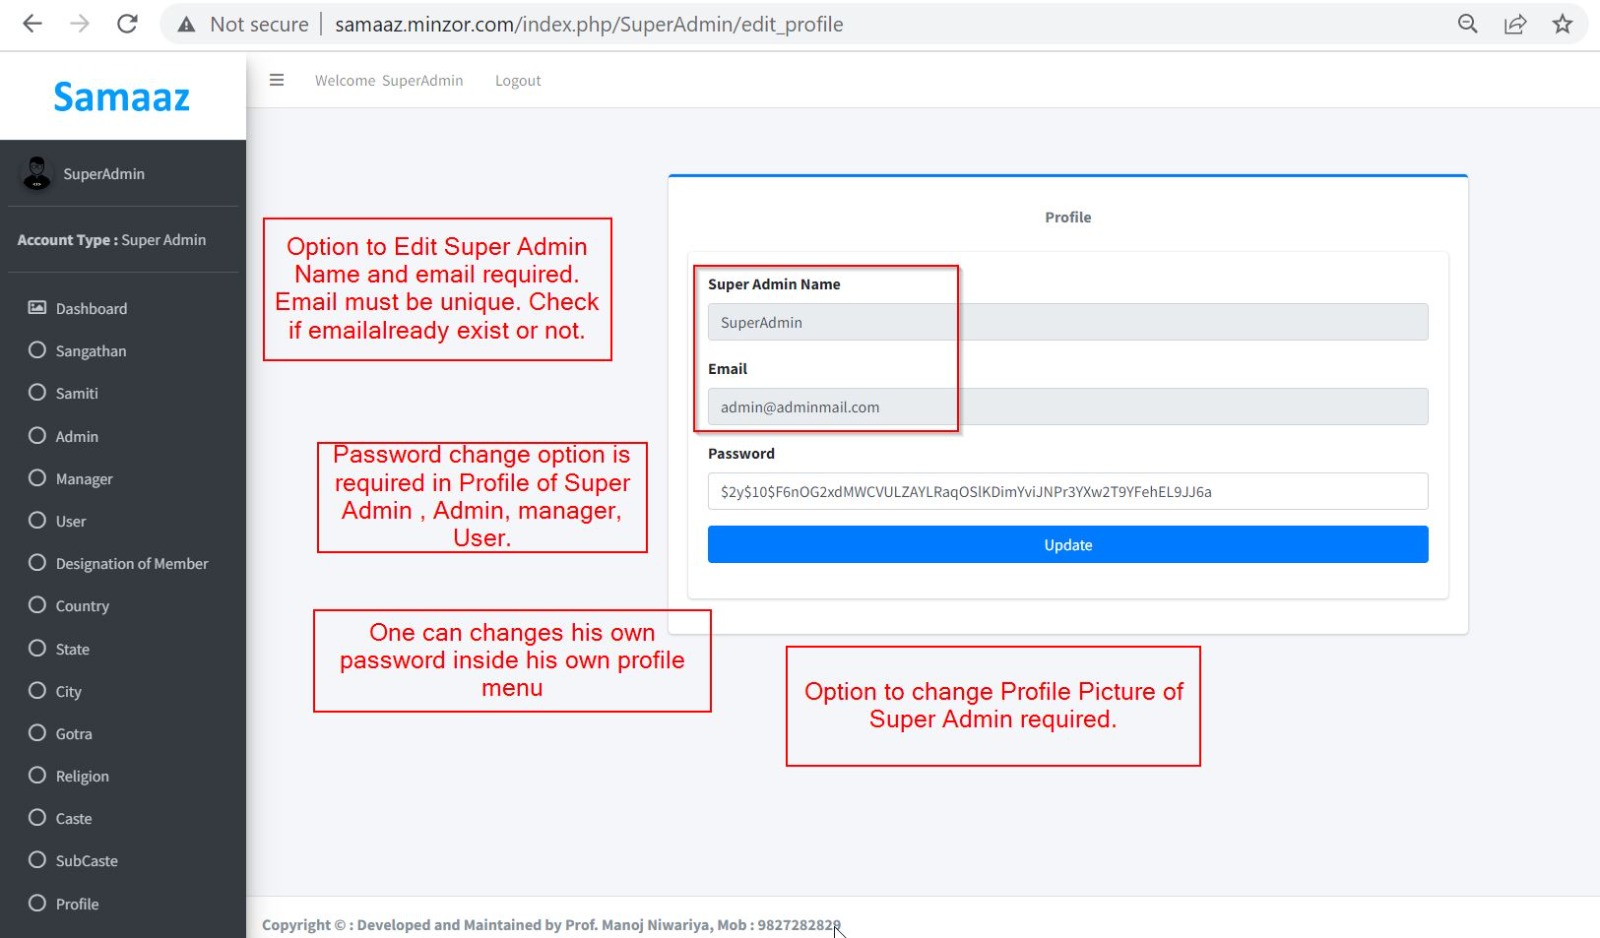 Not secure | samaaz.minzor.com/index.php/SuperAdmin/edit_profile
Samaaz
Welcome SuperAdmin
Logout
SuperAdmin
Account Type : Super Admin
Dashboard
Sangathan
Samiti
Admin
Manager
User
Designation of Member
Country
State
City
Gotra
Religion
Caste
SubCaste
Profile
Option to Edit Super Admin
Name and email required.
Email must be unique. Check
if emailalready exist or not.
Password change option is
required in Profile of Super
Admin , Admin, manager,
User.
One can changes his own
password inside his own profile
menu
Profile
Super Admin Name
SuperAdmin
Email
admin@adminmail.com
Password
$2y$10$F6nOG2xdMWCVULZAYLRaqOSlKDimYviJNPr3YXw2T9YFehEL9JJ6a
Update
Option to change Profile Picture of
Super Admin required.
Copyright © : Developed and Maintained by Prof. Manoj Niwariya, Mob : 9827282829